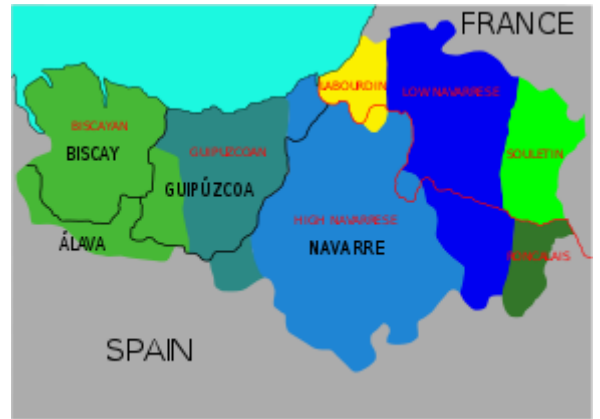 FRANCE
LABOURDIN
LOW NAVARRESE
BISCAYAN
BISCAY
GUIPUZCOAN
SOULETIN
GUIPÚZCOA
HIGH NAVARRESE
ÁLAVA
NAVARRE
RONCALAIS
SPAIN